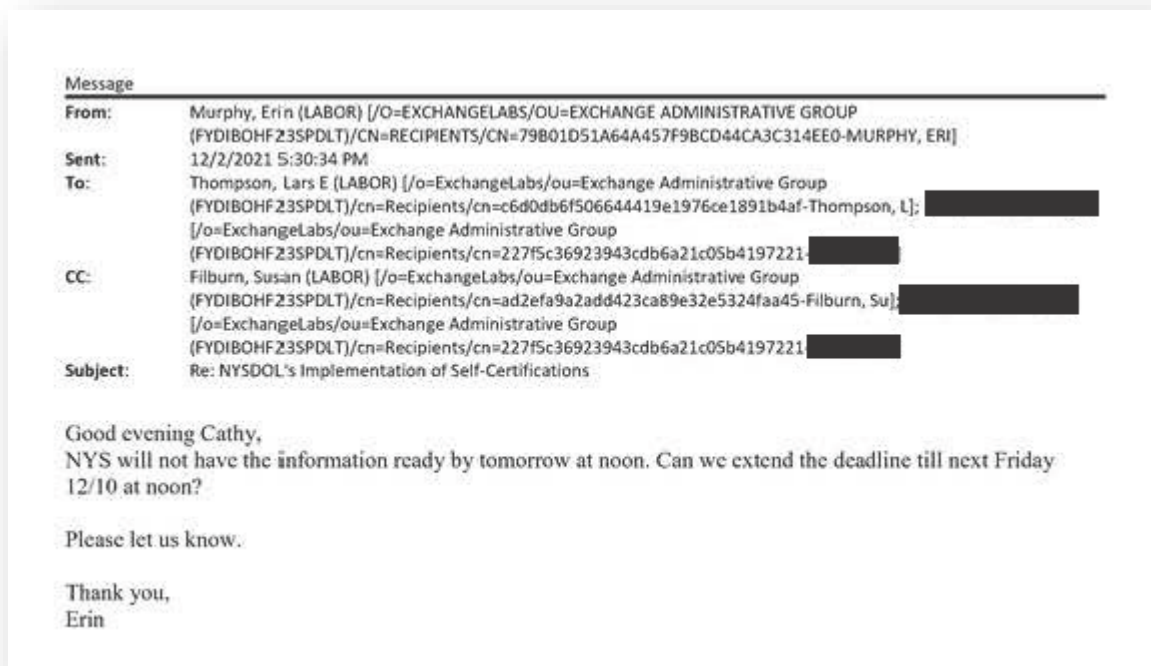 Message
From: Murphy, Erin (LABOR) [/O=EXCHANGELABS/OU=EXCHANGE ADMINISTRATIVE GROUP
(FYDIBOHF23SPDLT)/CN=RECIPIENTS/CN=79B01D51A64A457F9BCD44CA3C314EE0-MURPHY, ERI]
Sent: 12/2/2021 5:30:34 PM
To: Thompson, Lars E (LABOR) [/o=ExchangeLabs/ou=Exchange Administrative Group
(FYDIBOHF23SPDLT)/cn=Recipients/cn=c6d0db6f506644419e1976ce1891b4af-Thompson, L];
[/o=ExchangeLabs/ou=Exchange Administrative Group
(FYDIBOHF23SPDLT)/cn=Recipients/cn=227f5c36923943cdb6a21c05b4197221-
CC: Filburn, Susan (LABOR) [/o=ExchangeLabs/ou=Exchange Administrative Group
(FYDIBOHF23SPDLT)/cn=Recipients/cn=ad2efa9a2add423ca89e32e5324faa45-Filburn, Su];
[/o=ExchangeLabs/ou=Exchange Administrative Group
(FYDIBOHF23SPDLT)/cn=Recipients/cn=227f5c36923943cdb6a21c05b4197221-
Subject: Re: NYSDOL's Implementation of Self-Certifications
Good evening Cathy,
NYS will not have the information ready by tomorrow at noon. Can we extend the deadline till next Friday
12/10 at noon?
Please let us know.
Thank you,
Erin